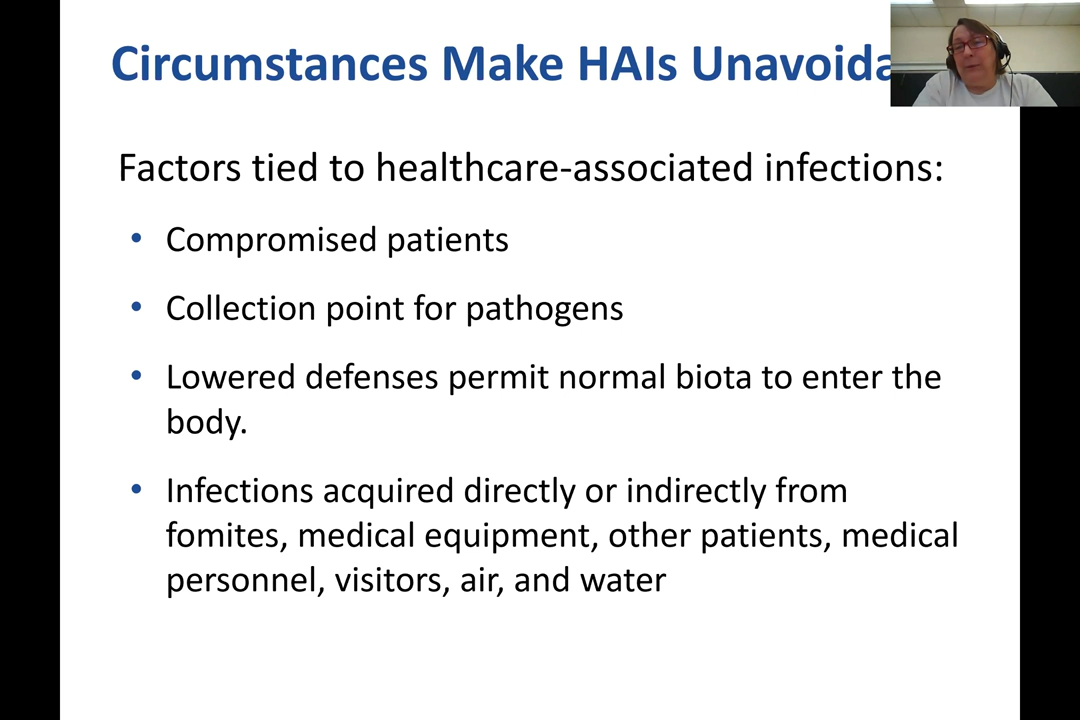 Circumstances Make HAIs
Factors tied to healthcare-associated infections:
• Compromised patients
• Collection point for pathogens
• Lowered defenses permit normal biota to enter the
body.
• Infections acquired directly or indirectly from
fomites, medical equipment, other patients, medical
personnel, visitors, air, and water